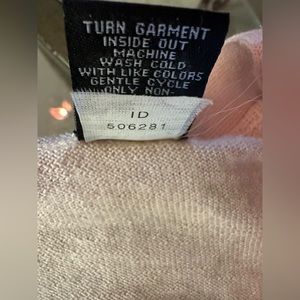 TURN GARMENT
INSIDE OUT
MACHINE
WASH COLD
WITH LIKE COLORS
GENTLE CYCLE
ONLY NON-
ID
506281